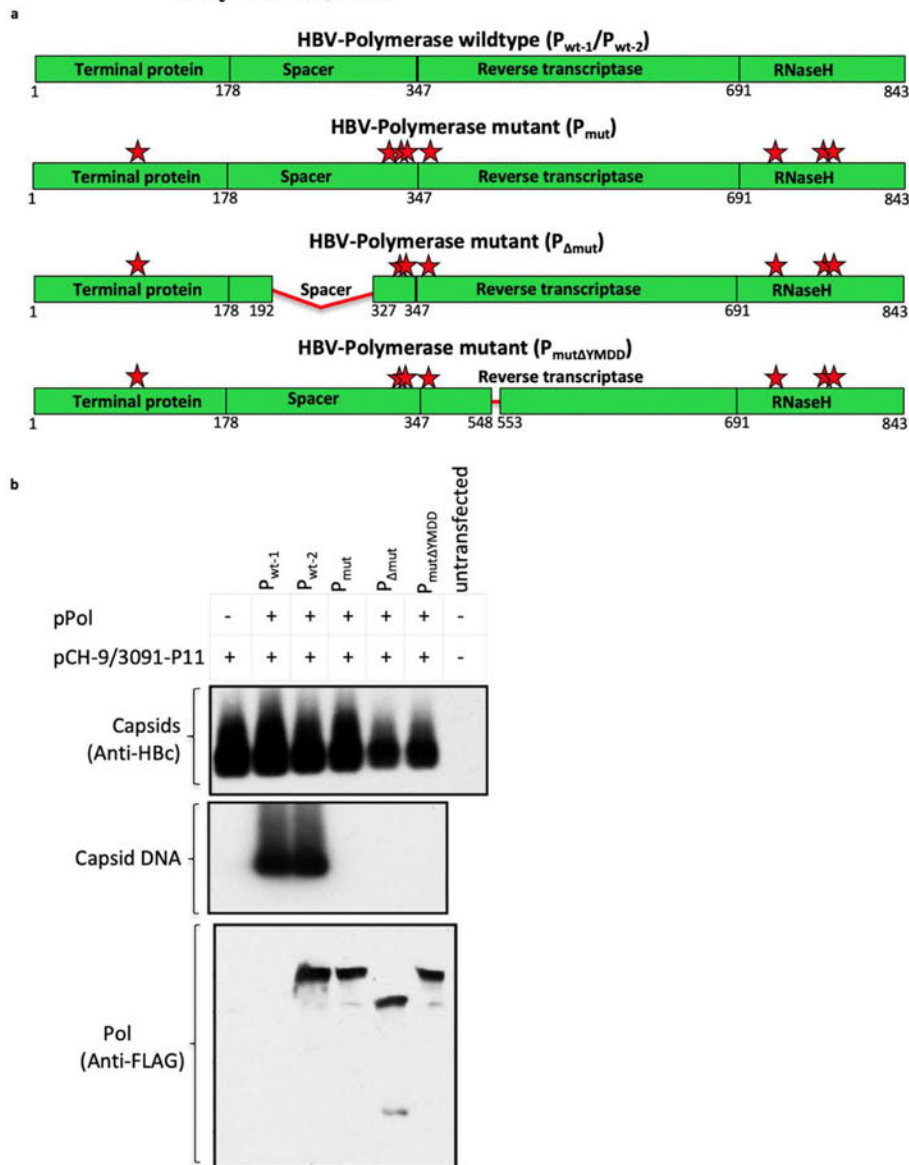 a
HBV-Polymerase wildtype (Pwt-1/Pwt-2)
Terminal protein Spacer Reverse transcriptase RNaseH
1 178 347 691 843
HBV-Polymerase mutant (Pmut)
Terminal protein Spacer Reverse transcriptase RNaseH
1 178 347 691 843
HBV-Polymerase mutant (PΔmut)
Terminal protein Spacer Reverse transcriptase RNaseH
1 178 192 327 347 691 843
HBV-Polymerase mutant (PmutΔYMDD)
Reverse transcriptase
Terminal protein Spacer RNaseH
1 178 347 548 553 691 843
b
Pwt-1 Pwt-2 Pmut PΔmut PmutΔYMDD untransfected
pPol - + + + + + -
pCH-9/3091-P11 + + + + + + -
Capsids
(Anti-HBc)
Capsid DNA
Pol
(Anti-FLAG)